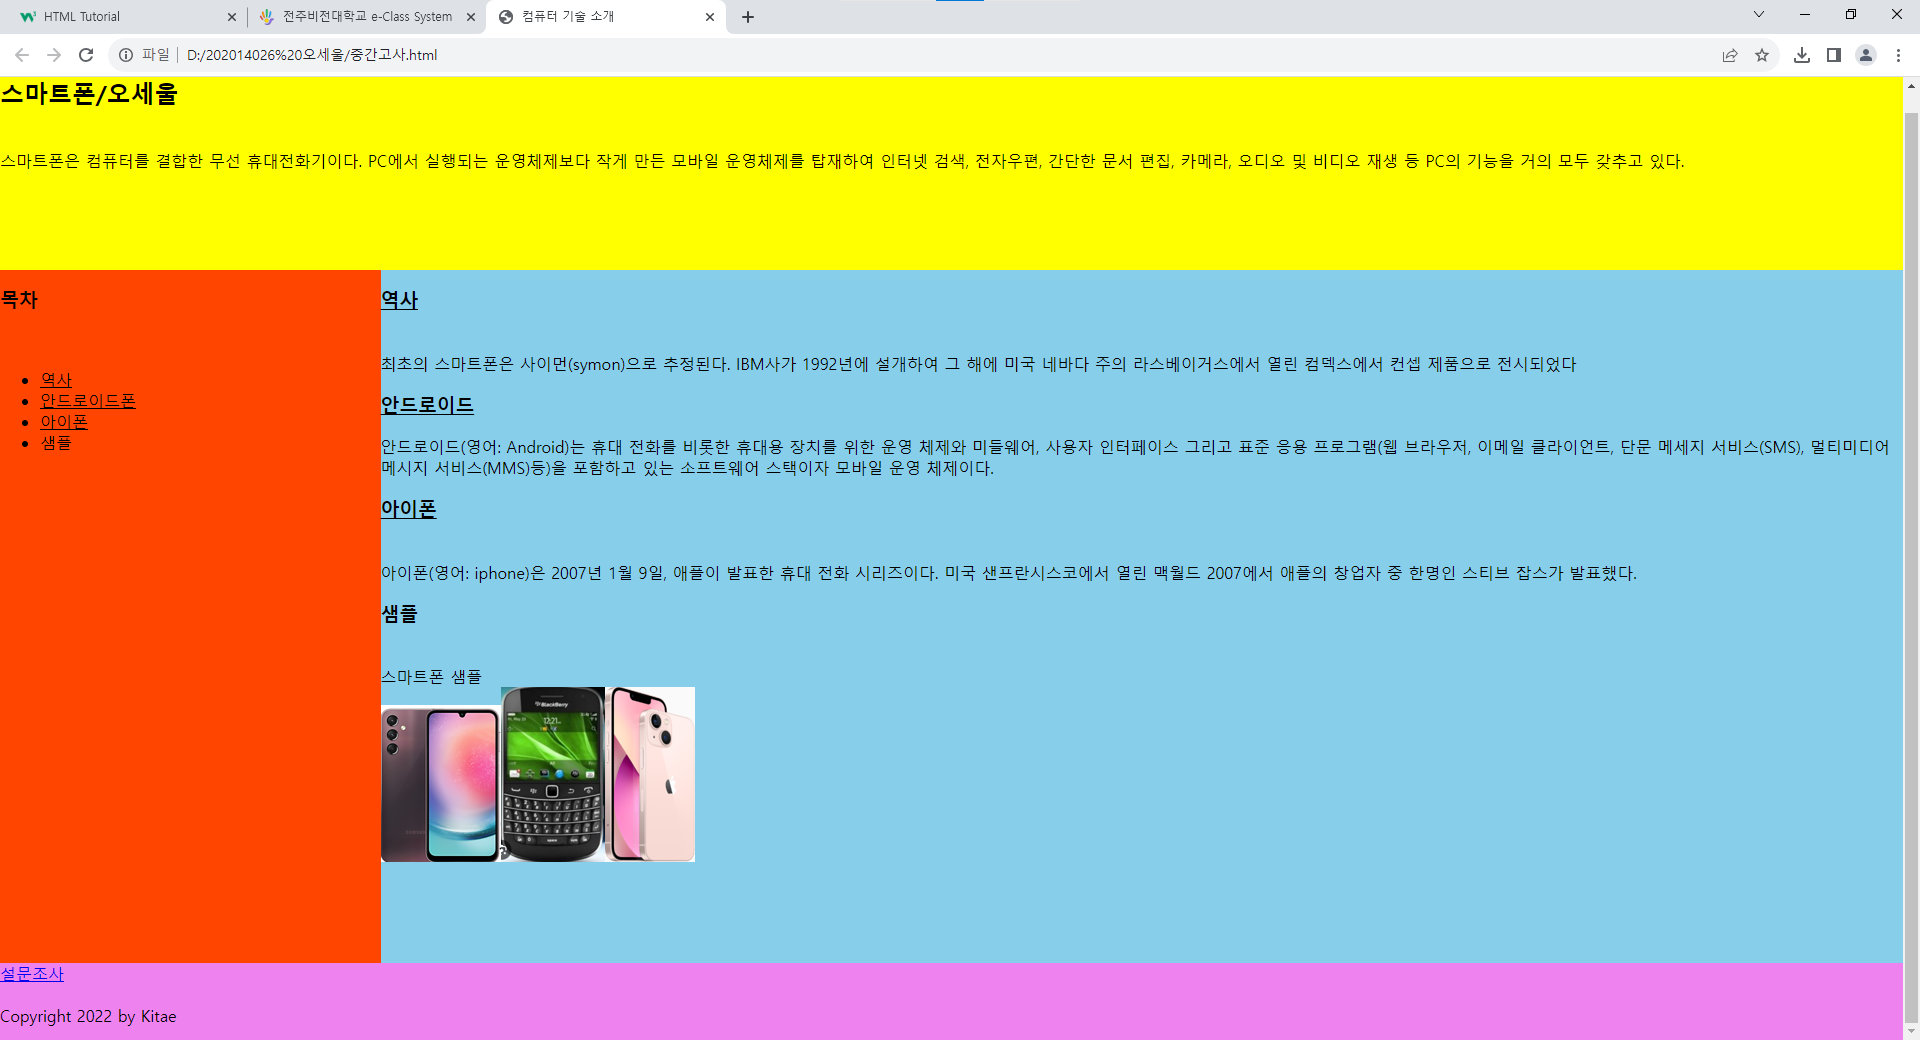 HTML Tutorial
전주비전대학교 e-Class System
컴퓨터 기술 소개
파일
D:/202014026%20오세울/중간고사.html
스마트폰/오세울
스마트폰은 컴퓨터를 결합한 무선 휴대전화기이다. PC에서 실행되는 운영체제보다 작게 만든 모바일 운영체제를 탑재하여 인터넷 검색, 전자우편, 간단한 문서 편집, 카메라, 오디오 및 비디오 재생 등 PC의 기능을 거의 모두 갖추고 있다.
목차
역사
안드로이드폰
아이폰
샘플
역사
최초의 스마트폰은 사이먼(symon)으로 추정된다. IBM사가 1992년에 설개하여 그 해에 미국 네바다 주의 라스베이거스에서 열린 컴덱스에서 컨셉 제품으로 전시되었다
안드로이드
안드로이드(영어: Android)는 휴대 전화를 비롯한 휴대용 장치를 위한 운영 체제와 미들웨어, 사용자 인터페이스 그리고 표준 응용 프로그램(웹 브라우저, 이메일 클라이언트, 단문 메세지 서비스(SMS), 멀티미디어
메시지 서비스(MMS)등)을 포함하고 있는 소프트웨어 스택이자 모바일 운영 체제이다.
아이폰
아이폰(영어: iphone)은 2007년 1월 9일, 애플이 발표한 휴대 전화 시리즈이다. 미국 샌프란시스코에서 열린 맥월드 2007에서 애플의 창업자 중 한명인 스티브 잡스가 발표했다.
샘플
스마트폰 샘플
BlackBerry
12:21
설문조사
Copyright 2022 by Kitae